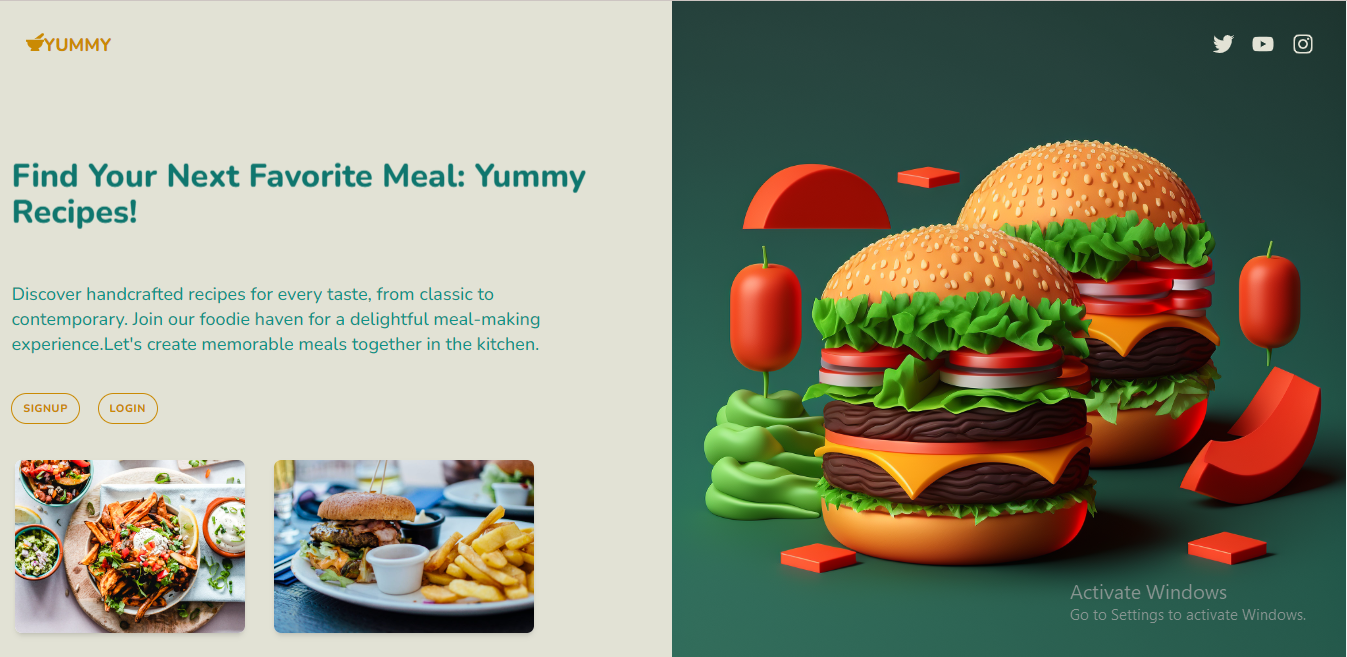 YUMMY
Find Your Next Favorite Meal: Yummy
Recipes!
Discover handcrafted recipes for every taste, from classic to
contemporary. Join our foodie haven for a delightful meal-making
experience.Let's create memorable meals together in the kitchen.
SIGNUP
LOGIN
Activate Windows
Go to Settings to activate Windows.